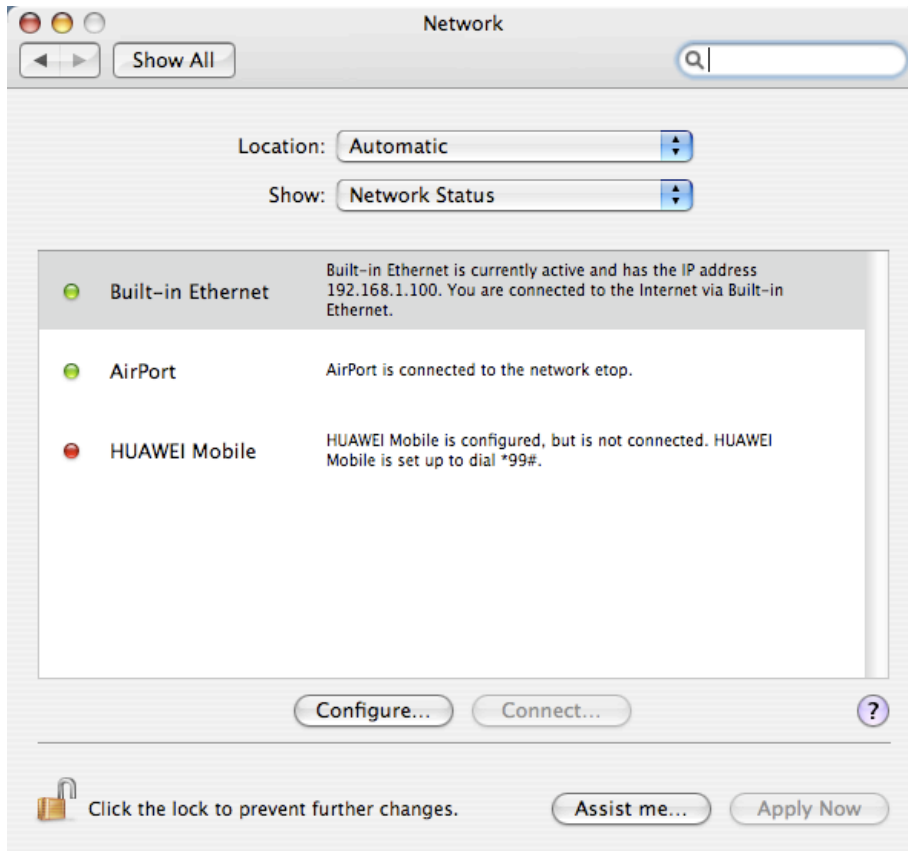 Network
Show All
Location: Automatic
Show: Network Status
Built-in Ethernet
Built-in Ethernet is currently active and has the IP address
192.168.1.100. You are connected to the Internet via Built-in
Ethernet.
AirPort
AirPort is connected to the network etop.
HUAWEI Mobile
HUAWEI Mobile is configured, but is not connected. HUAWEI
Mobile is set up to dial *99#.
Configure... Connect... ?
Click the lock to prevent further changes. Assist me... Apply Now